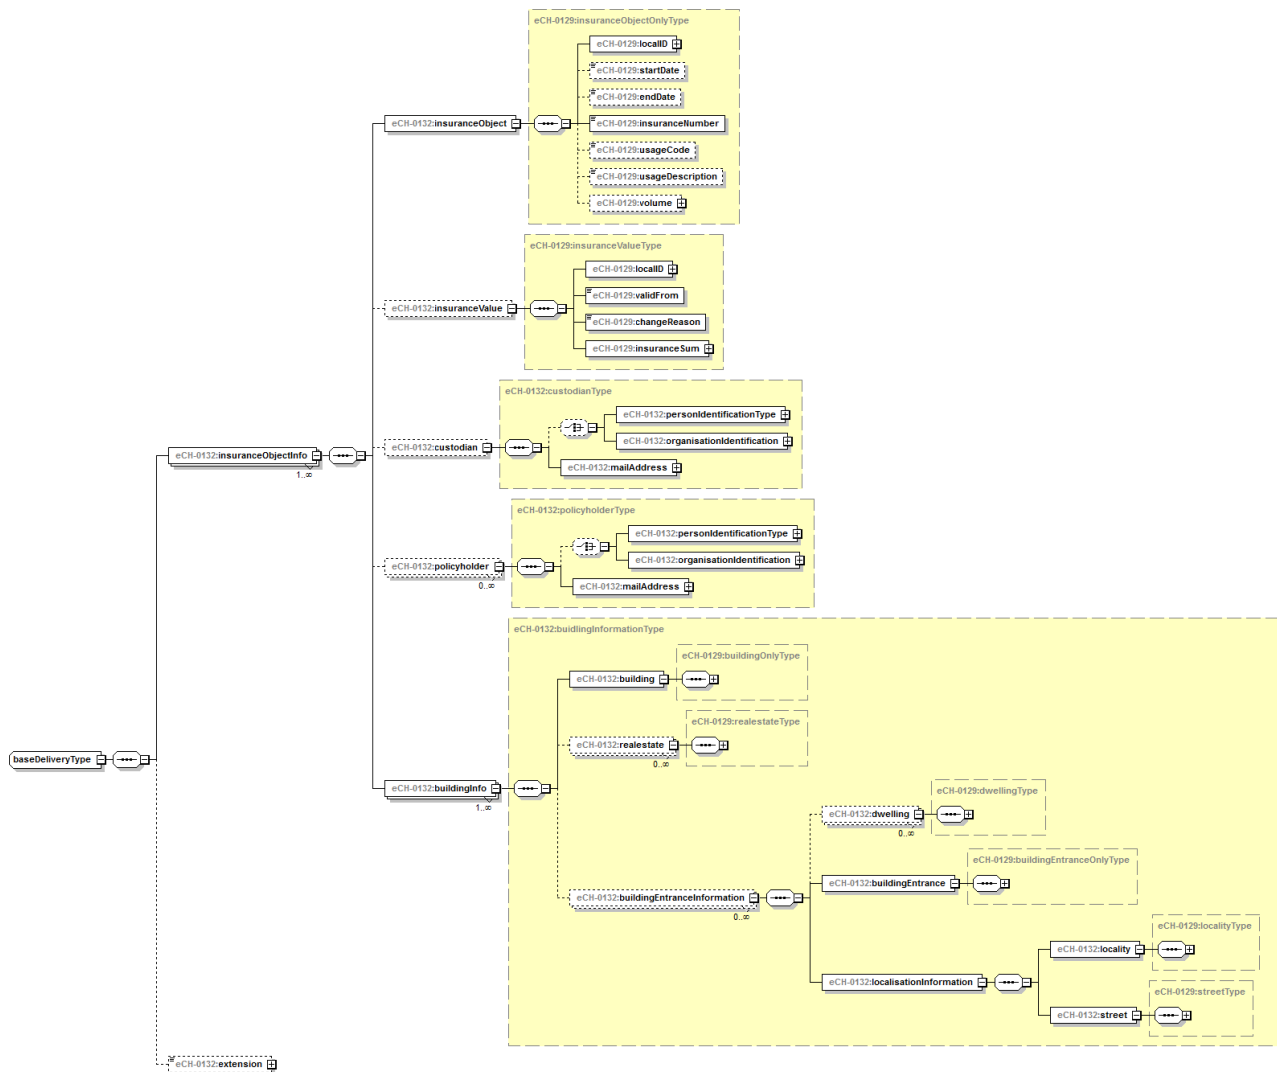 eCH-0129:insuranceObjectOnlyType
eCH-0129:localID
eCH-0129:startDate
eCH-0129:endDate
eCH-0132:insuranceObject
eCH-0129:insuranceNumber
eCH-0129:usageCode
eCH-0129:usageDescription
eCH-0129:volume
eCH-0129:insuranceValueType
eCH-0129:localID
eCH-0129:validFrom
eCH-0132:insuranceValue
eCH-0129:changeReason
eCH-0129:insuranceSum
eCH-0132:custodianType
eCH-0132:personIdentificationType
eCH-0132:organisationIdentification
eCH-0132:custodian
eCH-0132:mailAddress
eCH-0132:insuranceObjectInfo
1..∞
eCH-0132:policyholderType
eCH-0132:personIdentificationType
eCH-0132:organisationIdentification
eCH-0132:policyholder
0..∞
eCH-0132:mailAddress
eCH-0132:buidlingInformationType
eCH-0129:buildingOnlyType
eCH-0132:building
eCH-0129:realestateType
eCH-0132:realestate
0..∞
baseDeliveryType
eCH-0132:buildingInfo
1..∞
eCH-0129:dwellingType
eCH-0132:dwelling
0..∞
eCH-0129:buildingEntranceOnlyType
eCH-0132:buildingEntrance
eCH-0132:buildingEntranceInformation
0..∞
eCH-0129:localityType
eCH-0132:locality
eCH-0132:localisationInformation
eCH-0129:streetType
eCH-0132:street
eCH-0132:extension